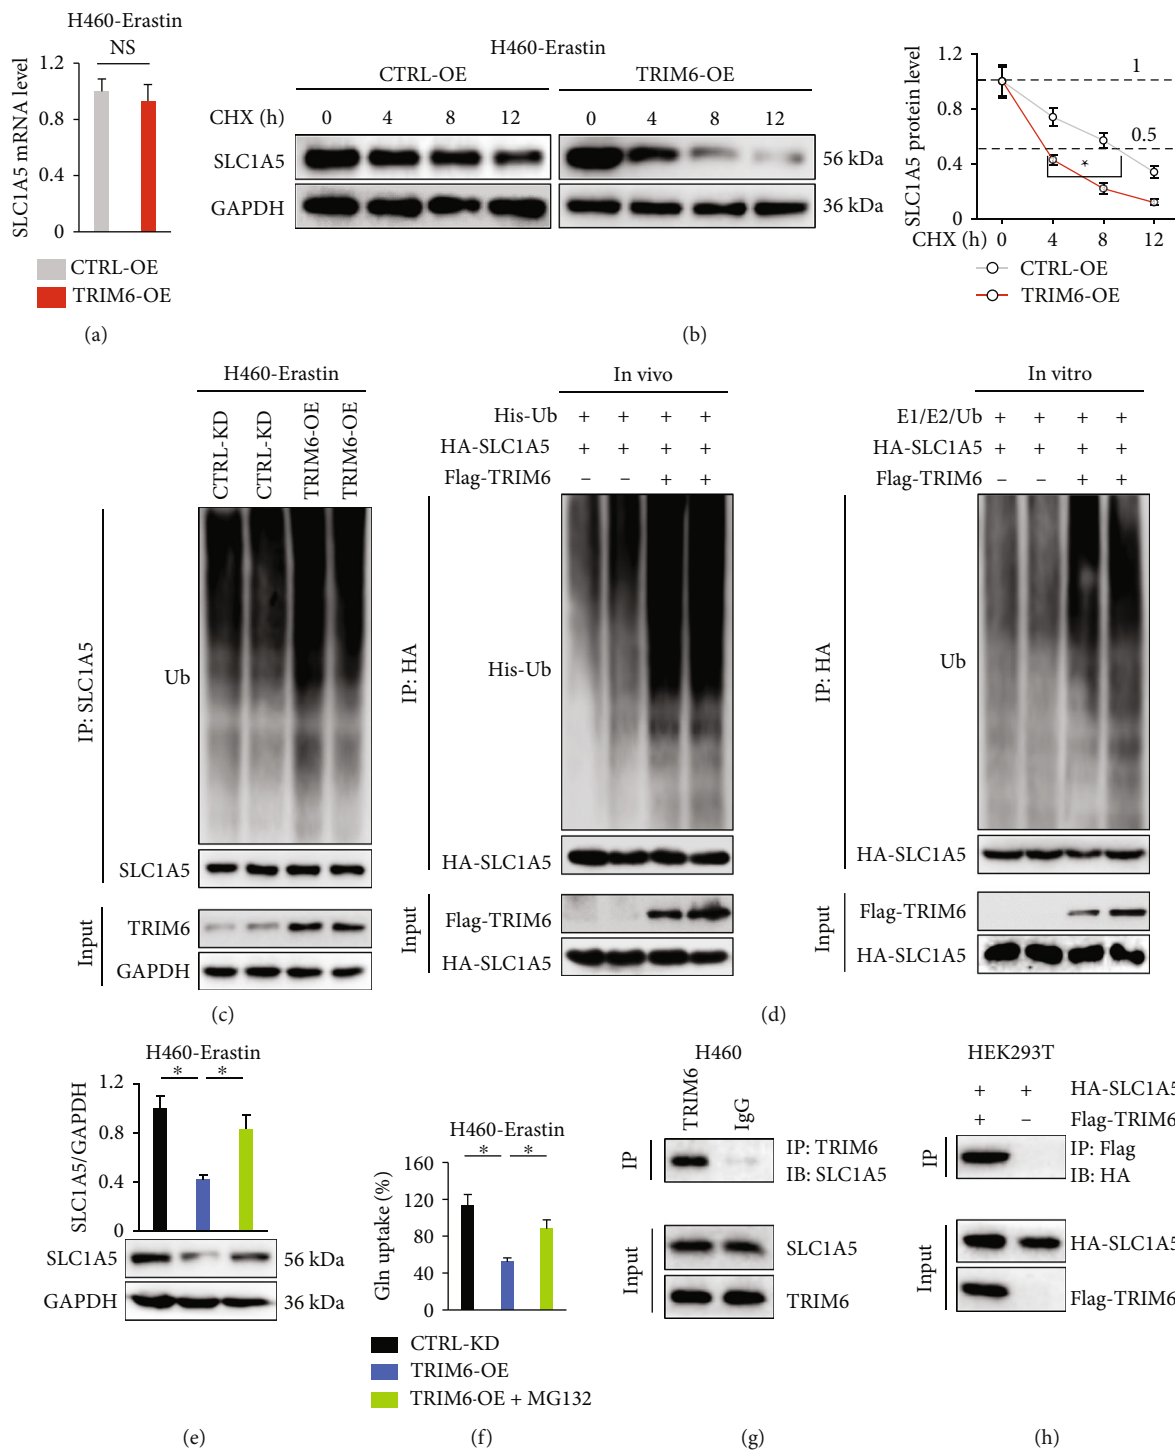 H460-Erastin
NS
SLC1A5 mRNA level
1.2
0.8
0.4
0
CTRL-OE
TRIM6-OE
(a)
H460-Erastin
CTRL-OE
TRIM6-OE
CHX (h)
0 4 8 12 0 4 8 12
SLC1A5
56 kDa
GAPDH
36 kDa
SLC1A5 protein level
1.2
0.8
0.4
0
1
0.5
*
CHX (h) 0 4 8 12
CTRL-OE
TRIM6-OE
(b)
H460-Erastin
CTRL-KD
CTRL-KD
TRIM6-OE
TRIM6-OE
IP: SLC1A5
Ub
SLC1A5
Input
TRIM6
GAPDH
(c)
In vivo
His-Ub + + + +
HA-SLC1A5 + + + +
Flag-TRIM6 – – + +
IP: HA
His-Ub
HA-SLC1A5
Input
Flag-TRIM6
HA-SLC1A5
In vitro
E1/E2/Ub + + + +
HA-SLC1A5 + + + +
Flag-TRIM6 – – + +
IP: HA
Ub
HA-SLC1A5
Input
Flag-TRIM6
HA-SLC1A5
(d)
H460-Erastin
* *
SLC1A5/GAPDH
1.2
0.8
0.4
0
SLC1A5
56 kDa
GAPDH
36 kDa
(e)
H460-Erastin
* *
Gln uptake (%)
160
120
80
40
0
CTRL-KD
TRIM6-OE
TRIM6-OE + MG132
(f)
H460
TRIM6
IgG
IP
IP: TRIM6
IB: SLC1A5
Input
SLC1A5
TRIM6
(g)
HEK293T
+ + HA-SLC1A5
+ – Flag-TRIM6
IP
IP: Flag
IB: HA
Input
HA-SLC1A5
Flag-TRIM6
(h)